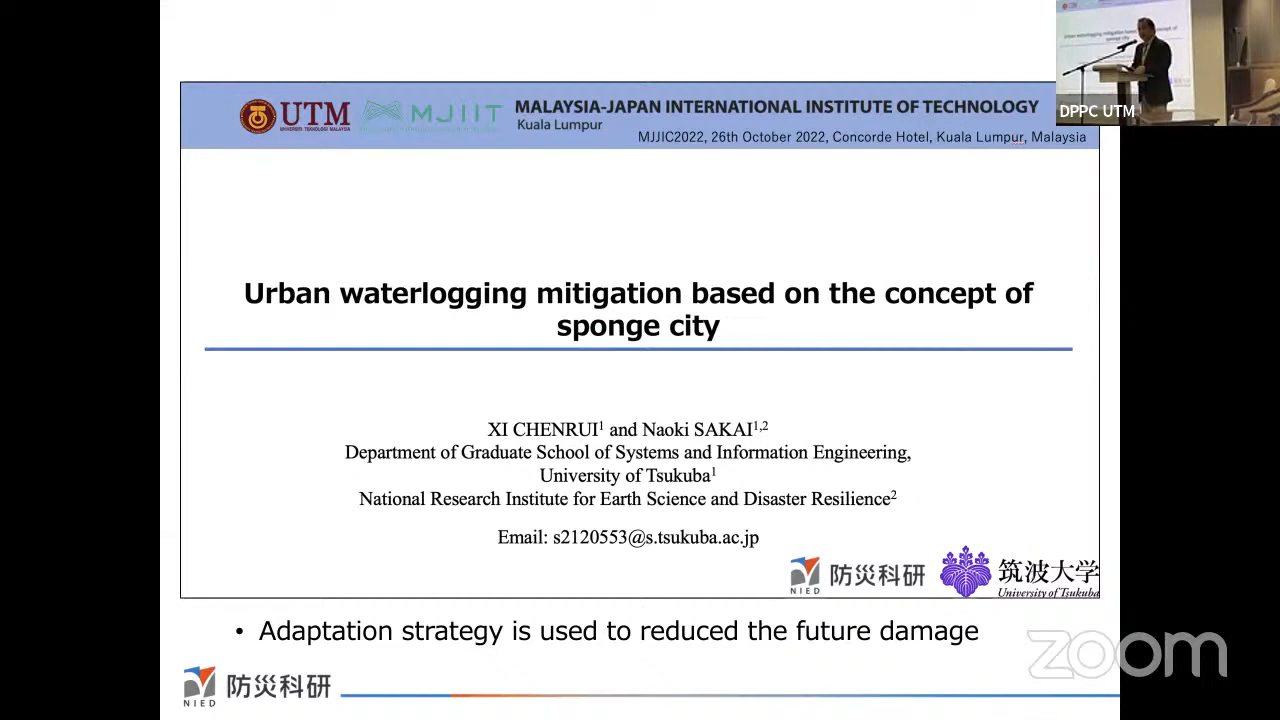 UTM
UNIVERSITI TEKNOLOGI MALAYSIA
MJIIT
MALAYSIA-JAPAN INTERNATIONAL INSTITUTE OF TECHNOLOGY
Kuala Lumpur
MJJIC2022, 26th October 2022, Concorde Hotel, Kuala Lumpur, Malaysia
DPPC UTM
Urban waterlogging mitigation based on the concept of
sponge city
XI CHENRUI¹ and Naoki SAKAI¹,²
Department of Graduate School of Systems and Information Engineering,
University of Tsukuba¹
National Research Institute for Earth Science and Disaster Resilience²
Email: s2120553@s.tsukuba.ac.jp
NIED 防災科研
筑波大学
University of Tsukuba
• Adaptation strategy is used to reduced the future damage
zoom
NIED 防災科研